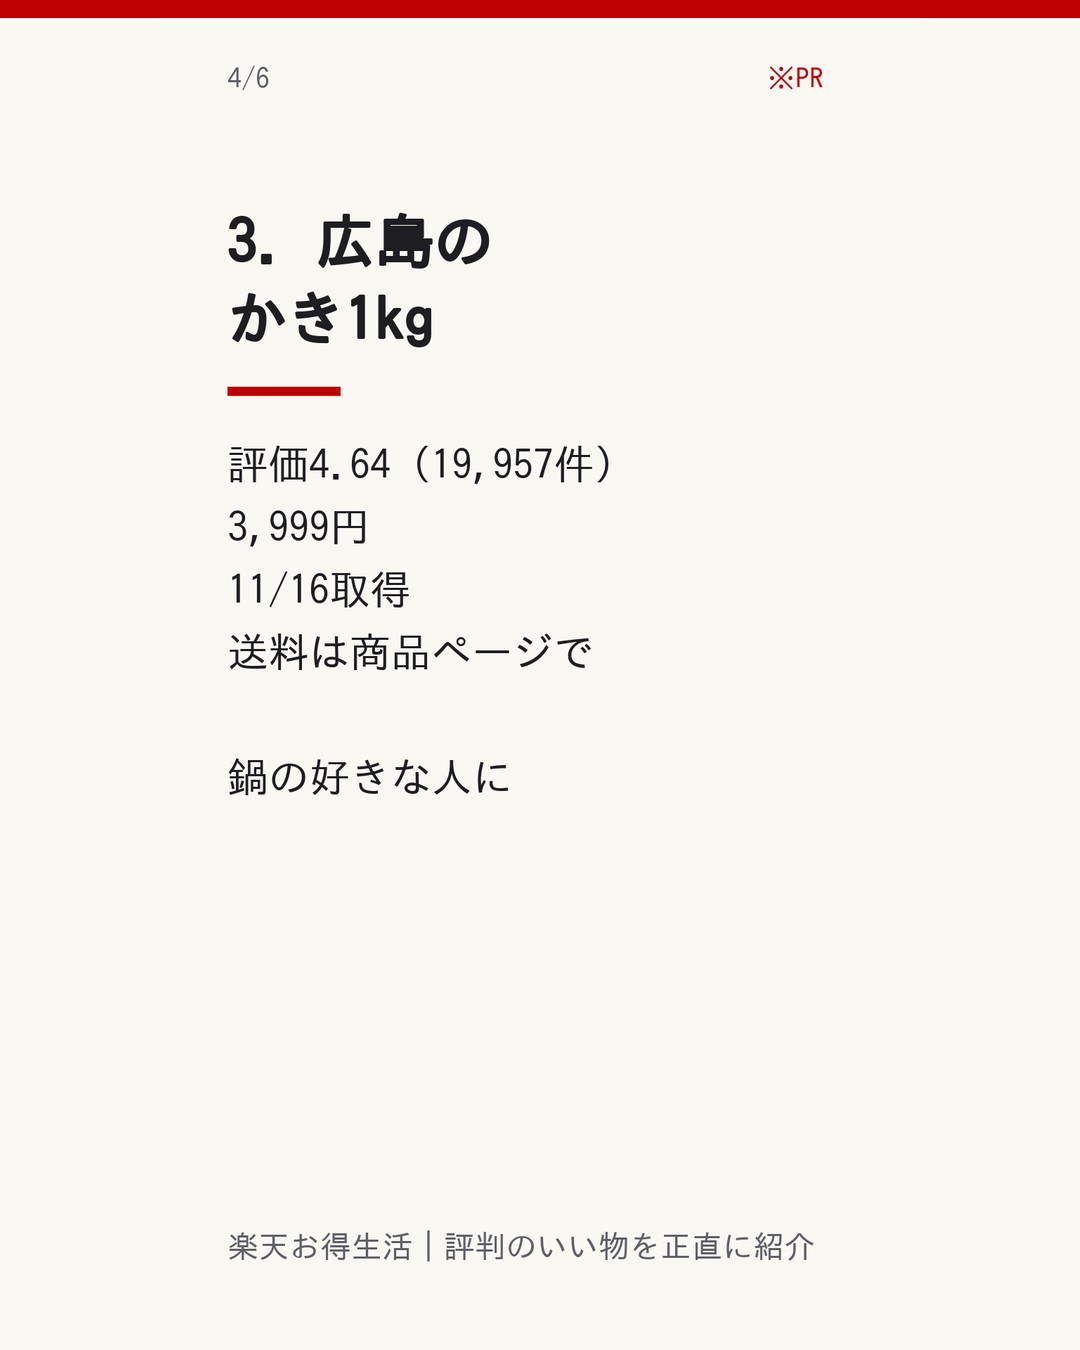 4/6
※PR
3. 広島の
かき1kg
評価4.64（19,957件）
3,999円
11/16取得
送料は商品ページで
鍋の好きな人に
楽天お得生活｜評判のいい物を正直に紹介